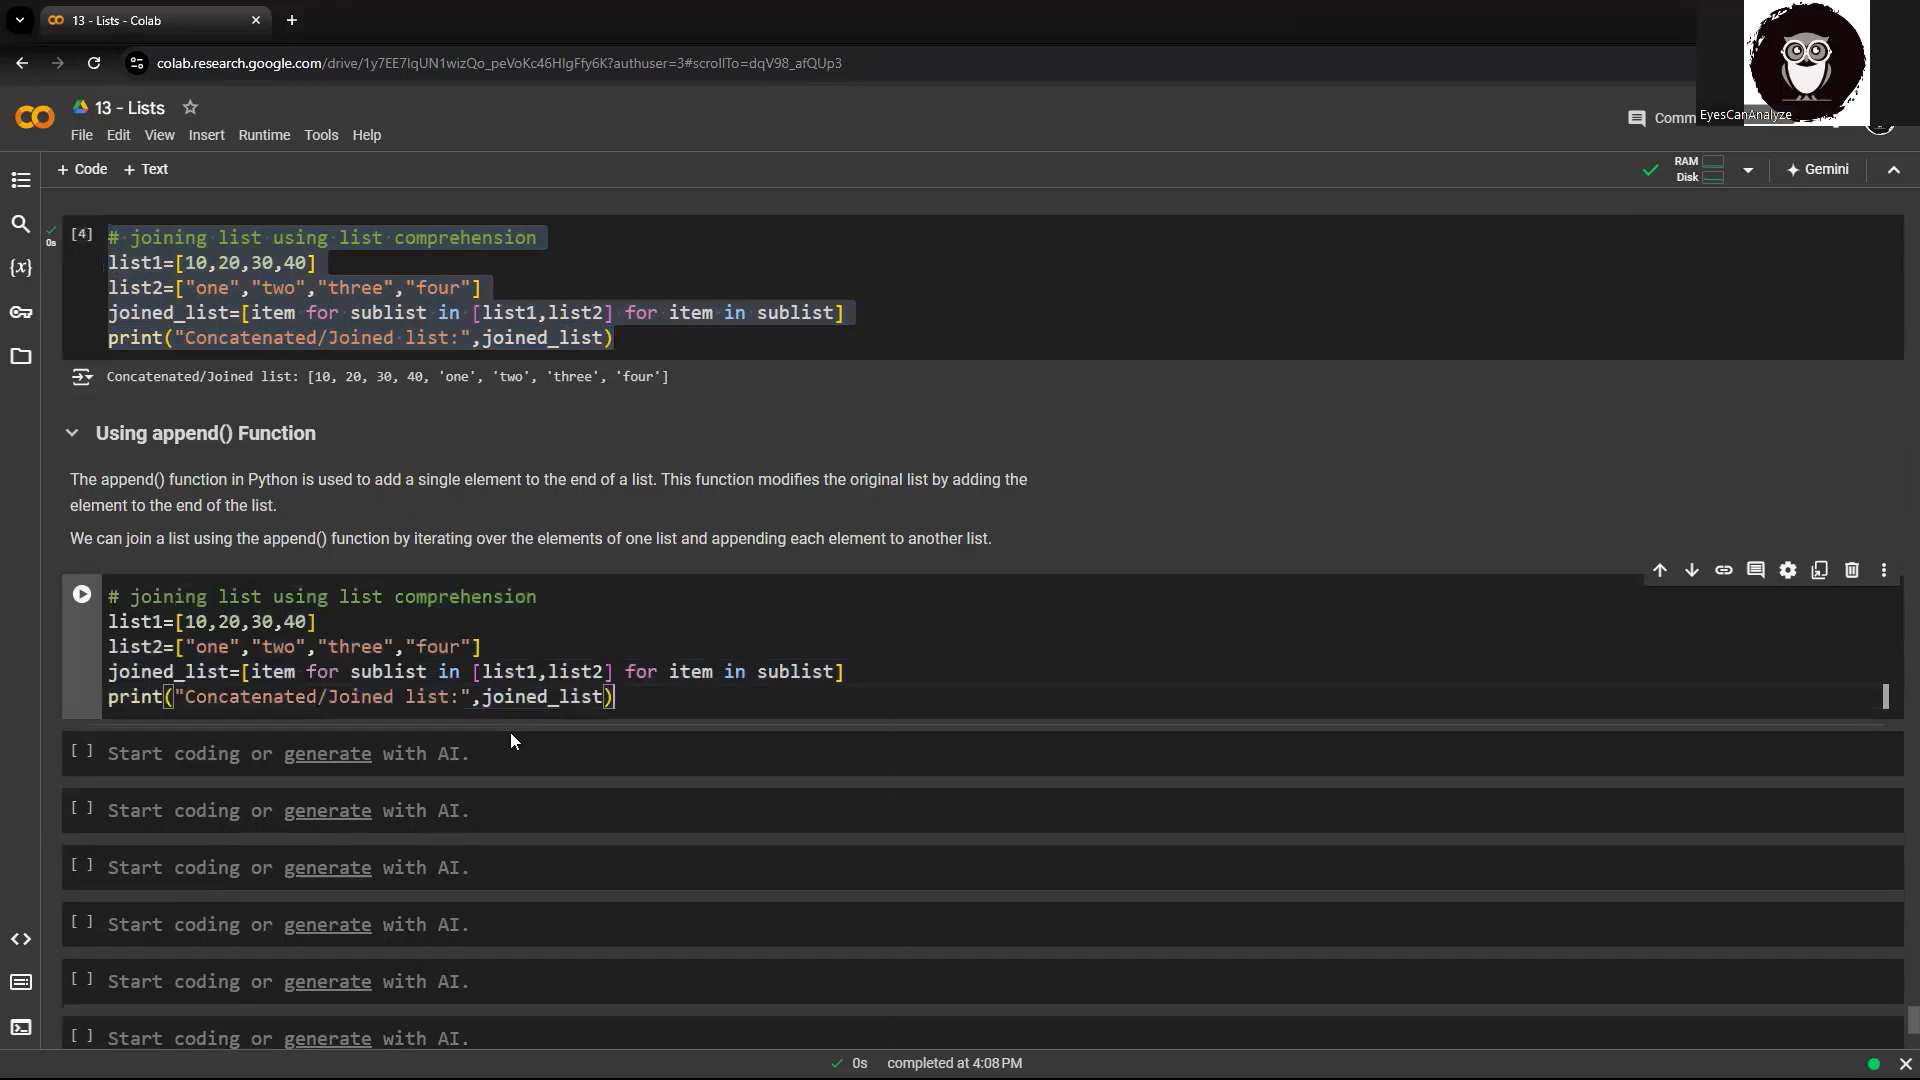 13 - Lists - Colab
colab.research.google.com/drive/1y7EE7lqUN1wizQo_peVoKc46HIgFfy6K?authuser=3#scrollTo=dqV98_afQUp3
EyesCanAnalyze
13 - Lists
Comm
File Edit View Insert Runtime Tools Help
+ Code + Text
RAM
Disk
Gemini
[4]
0s
# joining list using list comprehension
list1=[10,20,30,40]
list2=["one","two","three","four"]
joined_list=[item for sublist in [list1,list2] for item in sublist]
print("Concatenated/Joined list:",joined_list)
Concatenated/Joined list: [10, 20, 30, 40, 'one', 'two', 'three', 'four']
Using append() Function
The append() function in Python is used to add a single element to the end of a list. This function modifies the original list by adding the
element to the end of the list.
We can join a list using the append() function by iterating over the elements of one list and appending each element to another list.
# joining list using list comprehension
list1=[10,20,30,40]
list2=["one","two","three","four"]
joined_list=[item for sublist in [list1,list2] for item in sublist]
print("Concatenated/Joined list:",joined_list)
[ ] Start coding or generate with AI.
[ ] Start coding or generate with AI.
[ ] Start coding or generate with AI.
[ ] Start coding or generate with AI.
[ ] Start coding or generate with AI.
[ ] Start coding or generate with AI.
0s completed at 4:08 PM